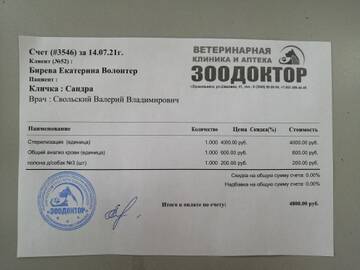 Счет (#3546) за 14.07.21г.
Клиент (№52) :
Бирева Екатерина Волонтер
Пациент :
Кличка : Сандра
Врач : Свольский Валерий Владимирович
ВЕТЕРИНАРНАЯ
КЛИНИКА И АПТЕКА
ЗООДОКТОР
Наименование Количество Цена Скидка(%) Стоимость
Стерилизация (единица) 1.000 4000.00 руб. 4000.00 руб.
Общий анализ крови (единица) 1.000 600.00 руб. 600.00 руб.
попона д/собак №3 (шт) 1.000 200.00 руб. 200.00 руб.
Скидка на общую сумму счета: 0.00%
Надбавка на общую сумму счета: 0.00%
Итого к оплате по счету: 4800.00 руб.
"ЗООДОКТОР"